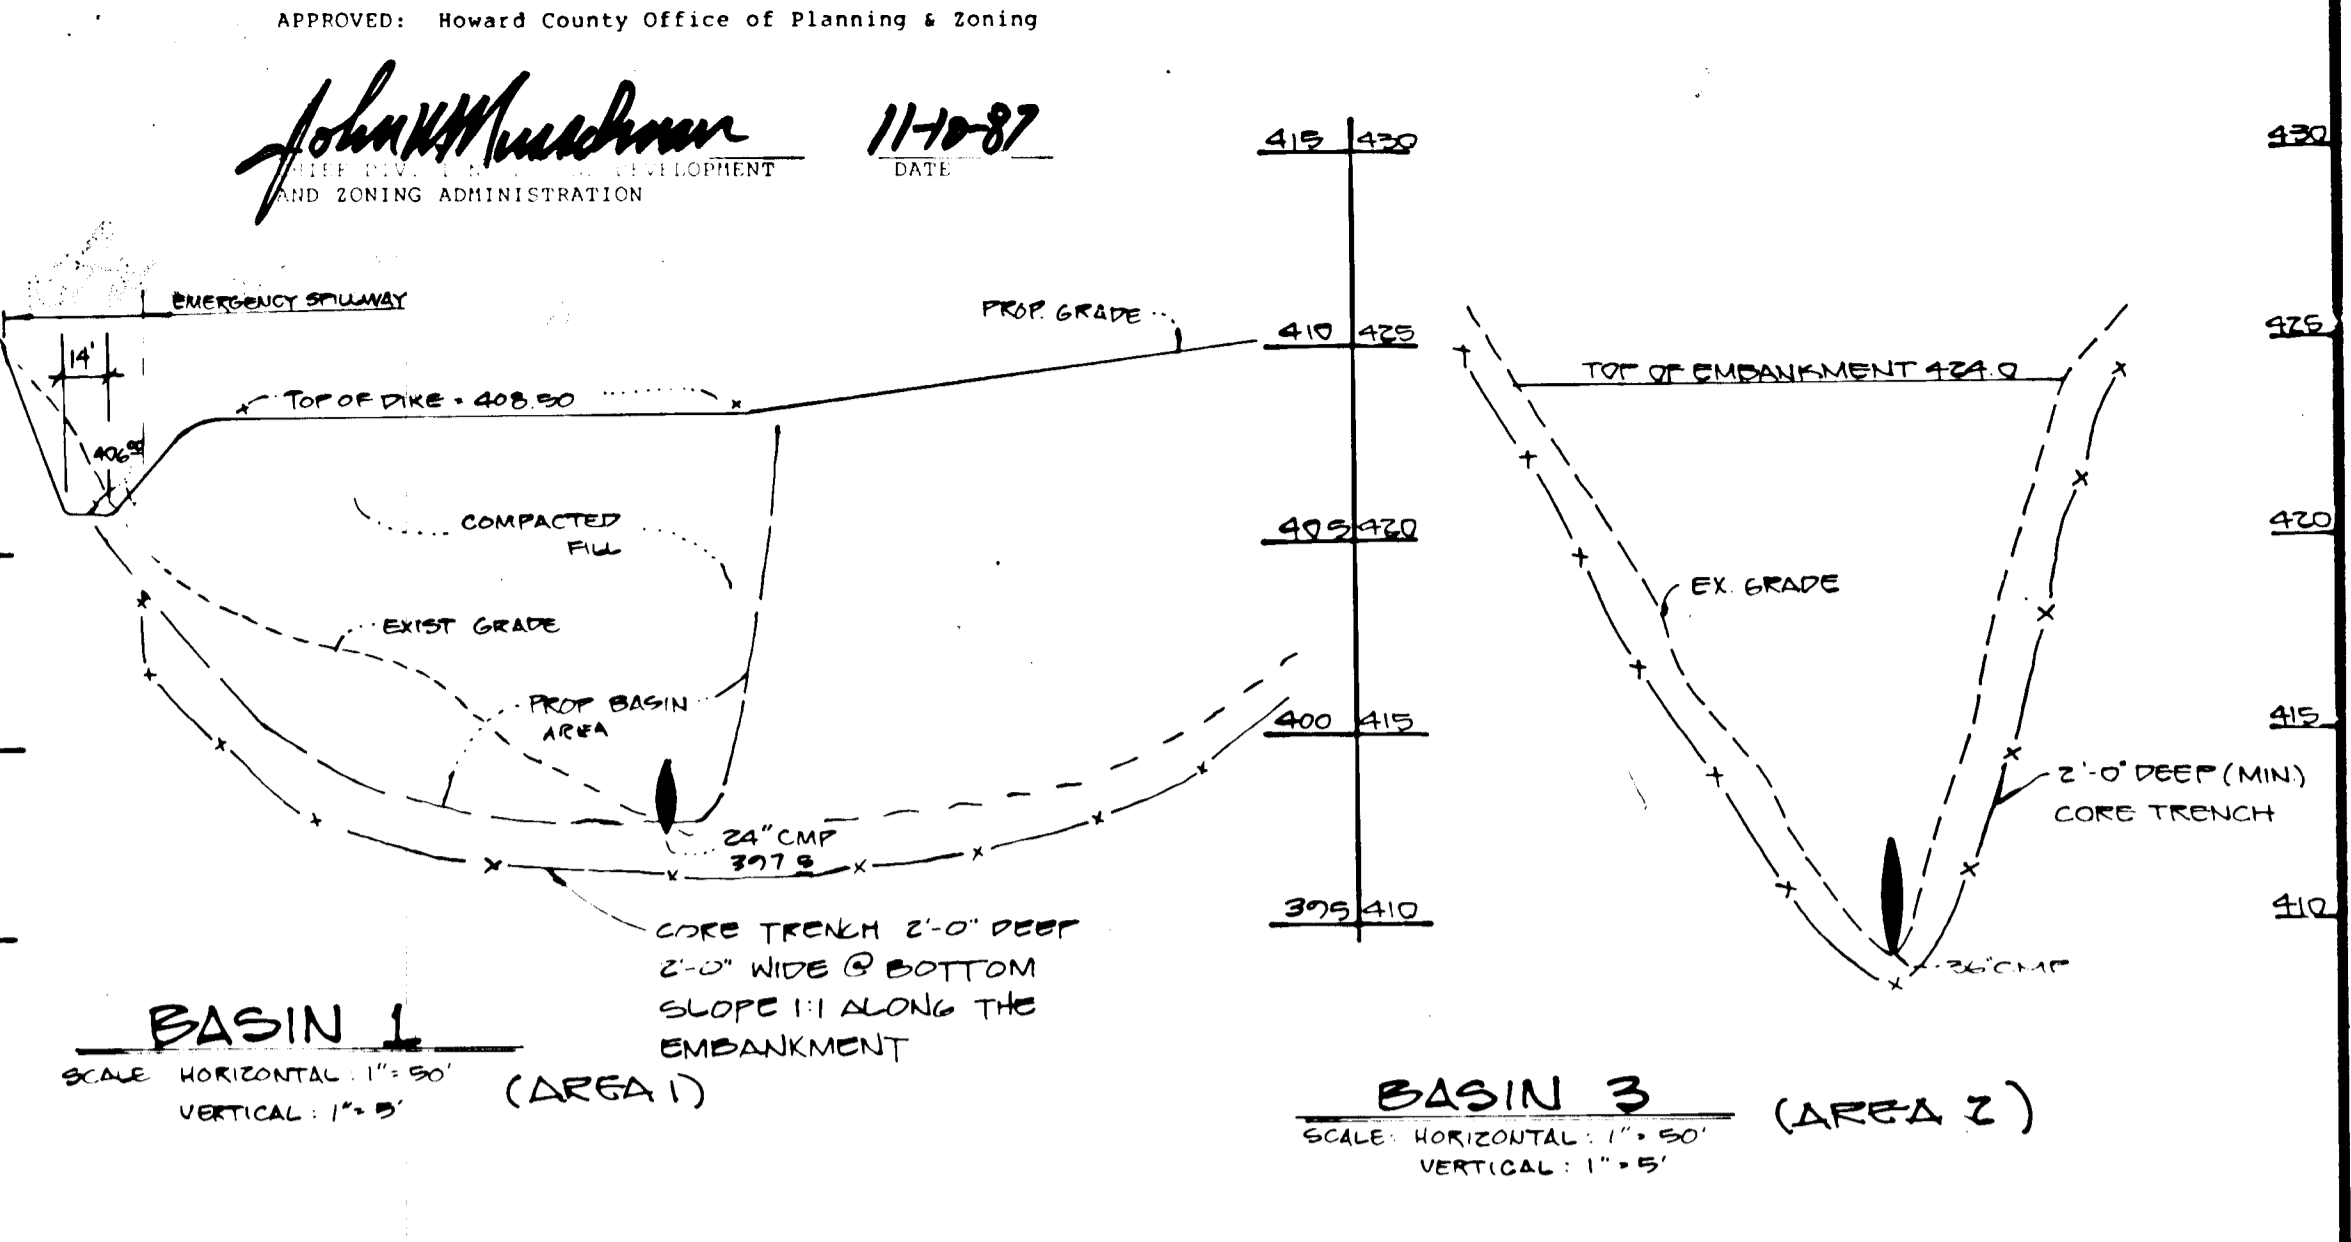 APPROVED: Howard County Office of Planning & Zoning
11-10-87
DEVELOPMENT
DATE
AND ZONING ADMINISTRATION
415 430
430
EMERGENCY SPILLWAY
PROP. GRADE
410 425
425
14'
TOP OF EMBANKMENT 424.0
TOP OF DIKE = 408.50
COMPACTED
FILL
405 420
420
EX. GRADE
EXIST GRADE
PROP BASIN
AREA
400 415
415
2'-0" DEEP (MIN.)
CORE TRENCH
24" CMP
395 410
410
CORE TRENCH 2'-0" DEEP
2'-0" WIDE @ BOTTOM
SLOPE 1:1 ALONG THE
EMBANKMENT
36" CMP
BASIN 1
SCALE HORIZONTAL: 1"= 50'
VERTICAL: 1"= 5'
(AREA 1)
BASIN 3
(AREA 2)
SCALE: HORIZONTAL: 1"= 50'
VERTICAL: 1"= 5'